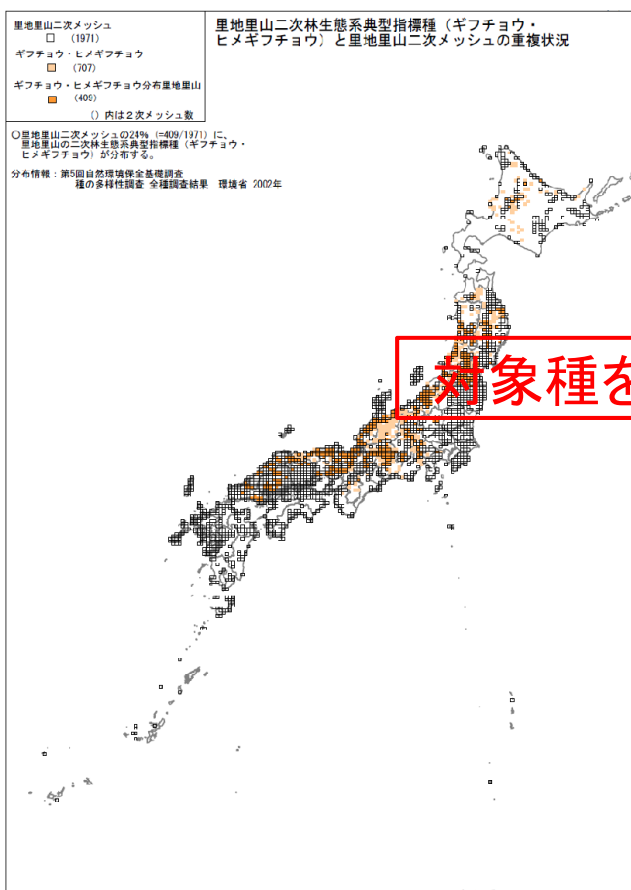 里地里山二次林生態系典型指標種（ギフチョウ・
ヒメギフチョウ）と里地里山二次メッシュの重複状況
里地里山二次メッシュ
（1971）
ギフチョウ・ヒメギフチョウ
（707）
ギフチョウ・ヒメギフチョウ分布里地里山
（409）
（）内は２次メッシュ数
○里地里山二次メッシュの24%（=409/1971）に、
里地里山の二次林生態系典型指標種（ギフチョウ・
ヒメギフチョウ）が分布する。
分布情報：第5回自然環境保全基礎調査
種の多様性調査 全種調査結果　環境省 2002年
対象種を